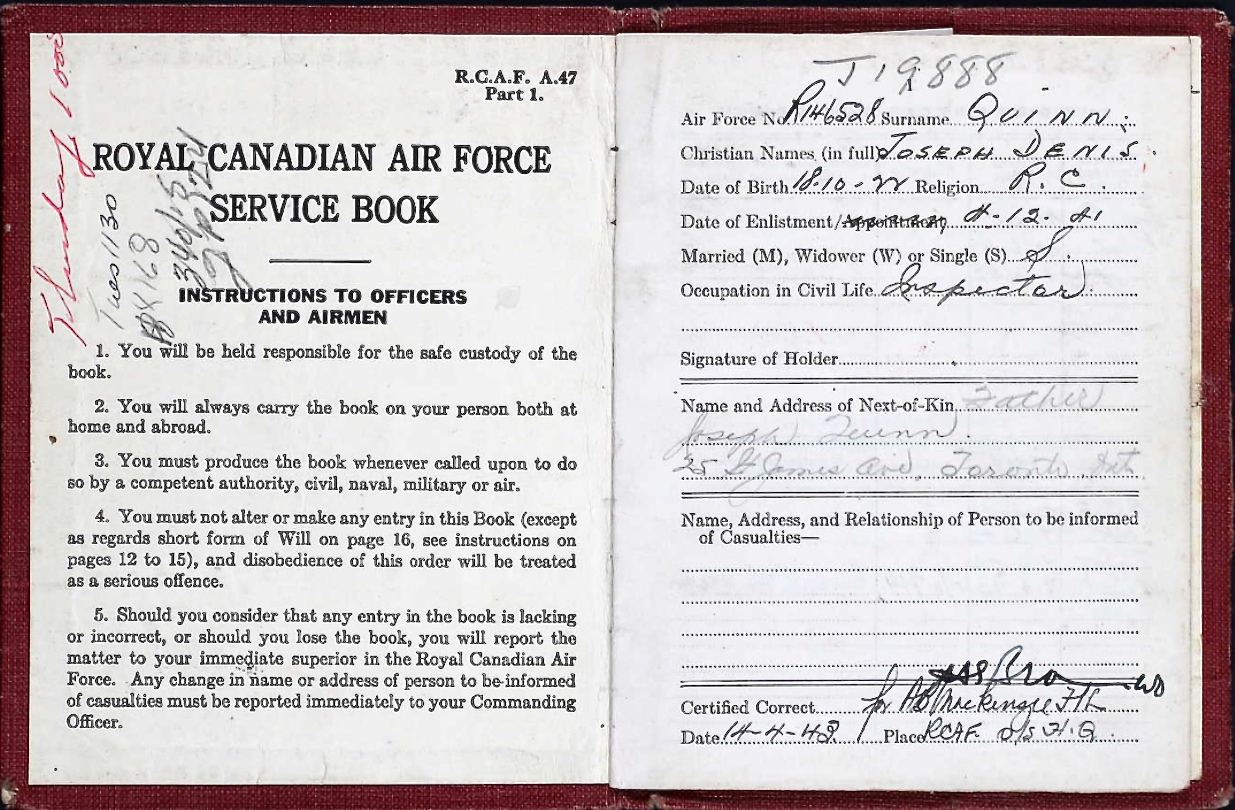 R.C.A.F. A.47
Part 1.
Thursday 1000
Tues 1130
ROYAL CANADIAN AIR FORCE
SERVICE BOOK
INSTRUCTIONS TO OFFICERS
AND AIRMEN
1. You will be held responsible for the safe custody of the
book.
2. You will always carry the book on your person both at
home and abroad.
3. You must produce the book whenever called upon to do
so by a competent authority, civil, naval, military or air.
4. You must not alter or make any entry in this Book (except
as regards short form of Will on page 16, see instructions on
pages 12 to 15), and disobedience of this order will be treated
as a serious offence.
5. Should you consider that any entry in the book is lacking
or incorrect, or should you lose the book, you will report the
matter to your immediate superior in the Royal Canadian Air
Force. Any change in name or address of person to be informed
of casualties must be reported immediately to your Commanding
Officer.
J19888
Air Force No. R146528 Surname QUINN
Christian Names (in full) JOSEPH DENIS
Date of Birth 18-10-22 Religion R.C.
Date of Enlistment/Appointment 4-12-41
Married (M), Widower (W) or Single (S) S.
Occupation in Civil Life Inspector
Signature of Holder
Name and Address of Next-of-Kin Father
Joseph Quinn.
25 St James Ave, Toronto Ont
Name, Address, and Relationship of Person to be informed
of Casualties—
Certified Correct for Mackenzie F/L
Date 14-4-43 Place RCAF O/S H.Q.